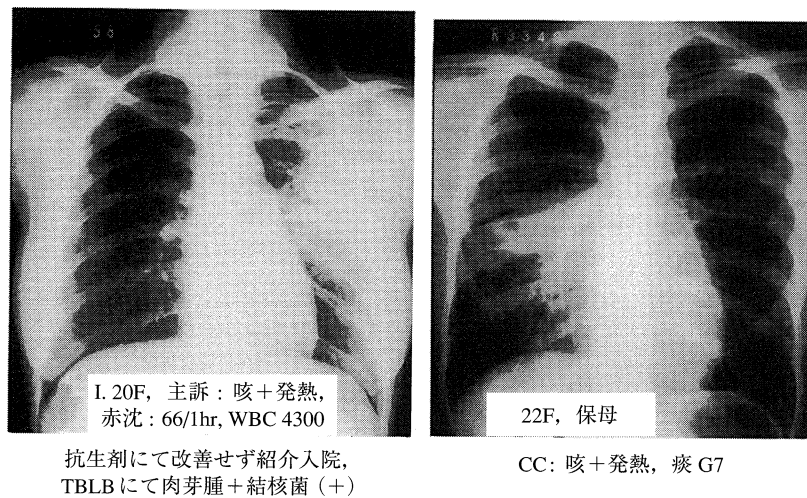 I. 20F, 主訴：咳＋発熱,
赤沈：66/1hr, WBC 4300
抗生剤にて改善せず紹介入院,
TBLBにて肉芽腫＋結核菌（＋）
22F, 保母
CC: 咳＋発熱, 痰 G7